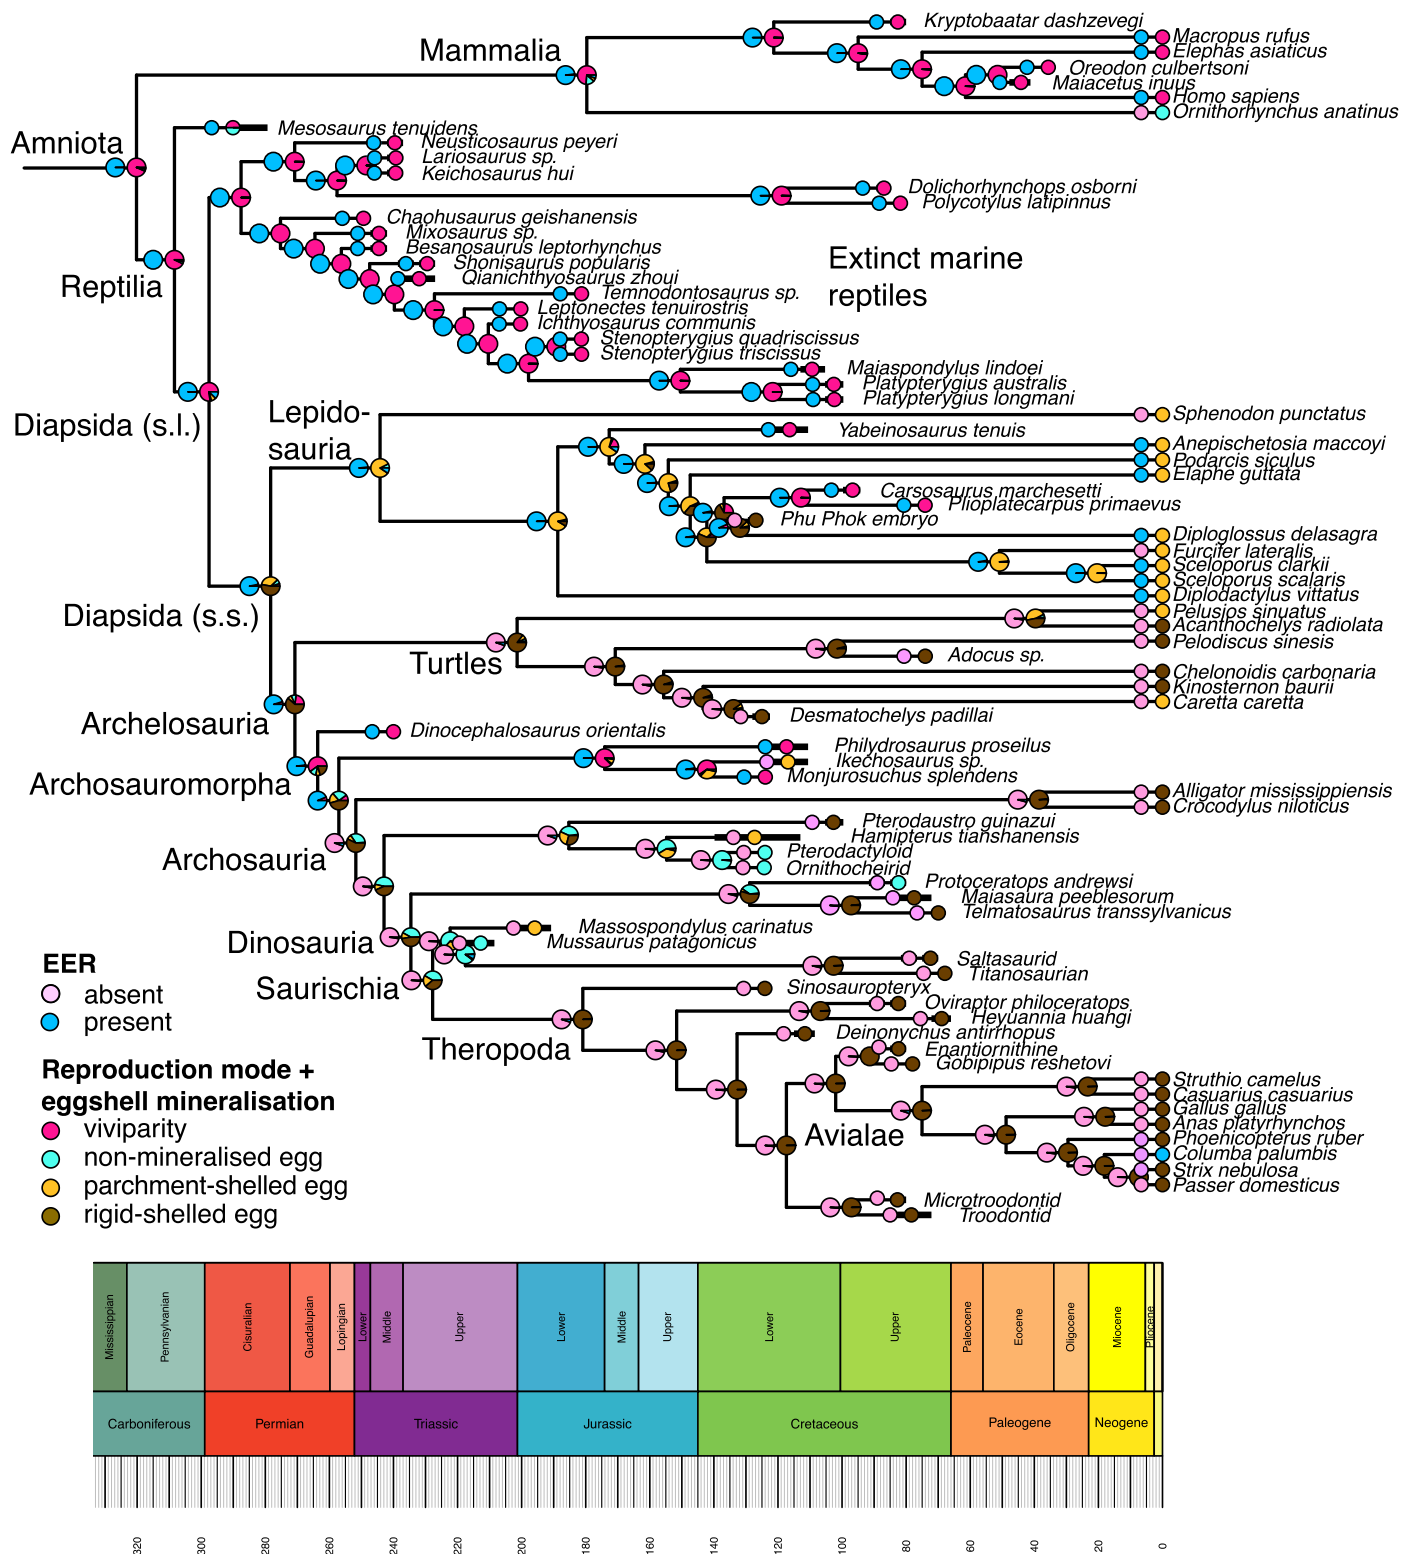 Kryptobaatar dashzevegi
Macropus rufus
Mammalia
Elephas asiaticus
Oreodon culbertsoni
Maiacetus inuus
Homo sapiens
Ornithorhynchus anatinus
Amniota
Mesosaurus tenuidens
Neusticosaurus peyeri
Lariosaurus sp.
Keichosaurus hui
Dolichorhynchops osborni
Polycotylus latipinnus
Chaohusaurus geishanensis
Mixosaurus sp.
Besanosaurus leptorhynchus
Shonisaurus popularis
Qianichthyosaurus zhoui
Extinct marine
reptiles
Reptilia
Temnodontosaurus sp.
Leptonectes tenuirostris
Ichthyosaurus communis
Stenopterygius quadriscissus
Stenopterygius triscissus
Maiaspondylus lindoei
Platypterygius australis
Platypterygius longmani
Diapsida (s.l.)
Lepido-
sauria
Sphenodon punctatus
Yabeinosaurus tenuis
Anepischetosia maccoyi
Podarcis siculus
Elaphe guttata
Carsosaurus marchesetti
Plioplatecarpus primaevus
Phu Phok embryo
Diploglossus delasagra
Furcifer lateralis
Sceloporus clarkii
Sceloporus scalaris
Diplodactylus vittatus
Diapsida (s.s.)
Pelusios sinuatus
Acanthochelys radiolata
Pelodiscus sinesis
Turtles
Adocus sp.
Chelonoidis carbonaria
Kinosternon baurii
Caretta caretta
Desmatochelys padillai
Archelosauria
Dinocephalosaurus orientalis
Philydrosaurus proseilus
Ikechosaurus sp.
Monjurosuchus splendens
Archosauromorpha
Alligator mississippiensis
Crocodylus niloticus
Pterodaustro guinazui
Hamipterus tianshanensis
Pterodactyloid
Ornithocheirid
Archosauria
Protoceratops andrewsi
Maiasaura peeblesorum
Telmatosaurus transsylvanicus
Massospondylus carinatus
Mussaurus patagonicus
Dinosauria
Saltasaurid
Titanosaurian
Saurischia
Sinosauropteryx
Oviraptor philoceratops
Heyuannia huangi
Deinonychus antirrhopus
Theropoda
Enantiornithine
Gobipipus reshetovi
Struthio camelus
Casuarius casuarius
Gallus gallus
Anas platyrhynchos
Avialae
Phoenicopterus ruber
Columba palumbis
Strix nebulosa
Passer domesticus
Microtroodontid
Troodontid
EER
absent
present
Reproduction mode +
eggshell mineralisation
viviparity
non-mineralised egg
parchment-shelled egg
rigid-shelled egg
Mississippian
Pennsylvanian
Cisuralian
Guadalupian
Lopingian
Lower
Middle
Upper
Lower
Middle
Upper
Lower
Upper
Paleocene
Eocene
Oligocene
Miocene
Pliocene
Carboniferous
Permian
Triassic
Jurassic
Cretaceous
Paleogene
Neogene
320
300
280
260
240
220
200
180
160
140
120
100
80
60
40
20
0